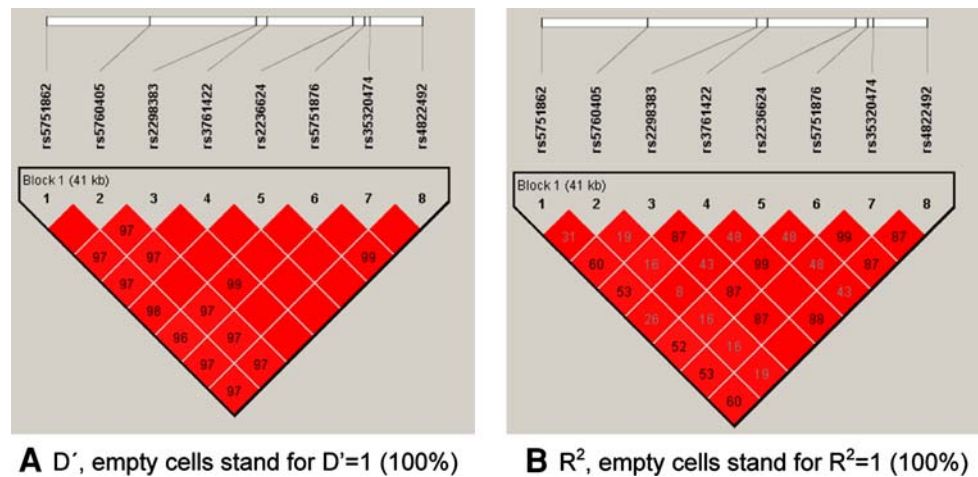 rs5751862
rs5760405
rs2298383
rs3761422
rs2236624
rs5751876
rs35320474
rs4822492
Block 1 (41 kb)
1 2 3 4 5 6 7 8
97
97 97 99
97 99
98 97
96 97
97 97
97
A D´, empty cells stand for D'=1 (100%)
rs5751862
rs5760405
rs2298383
rs3761422
rs2236624
rs5751876
rs35320474
rs4822492
Block 1 (41 kb)
1 2 3 4 5 6 7 8
31 19 87 48 48 99 87
60 16 43 99 48 87
53 8 87 43
26 16 87 98
52 16
53 19
60
B R², empty cells stand for R²=1 (100%)